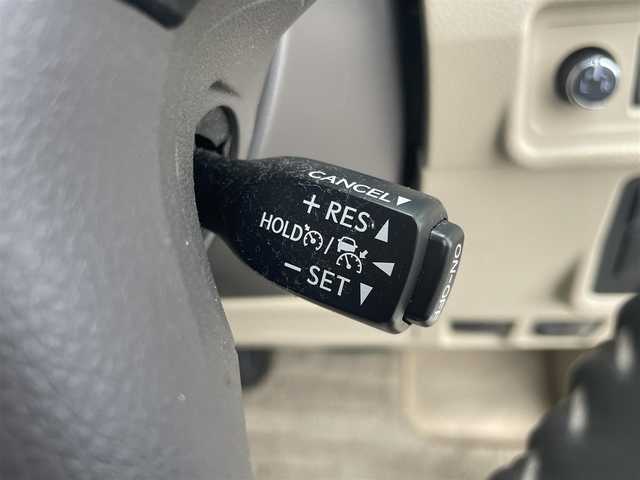 CANCEL▼
+ RES ▲
HOLD /
− SET ▼
ON-OFF